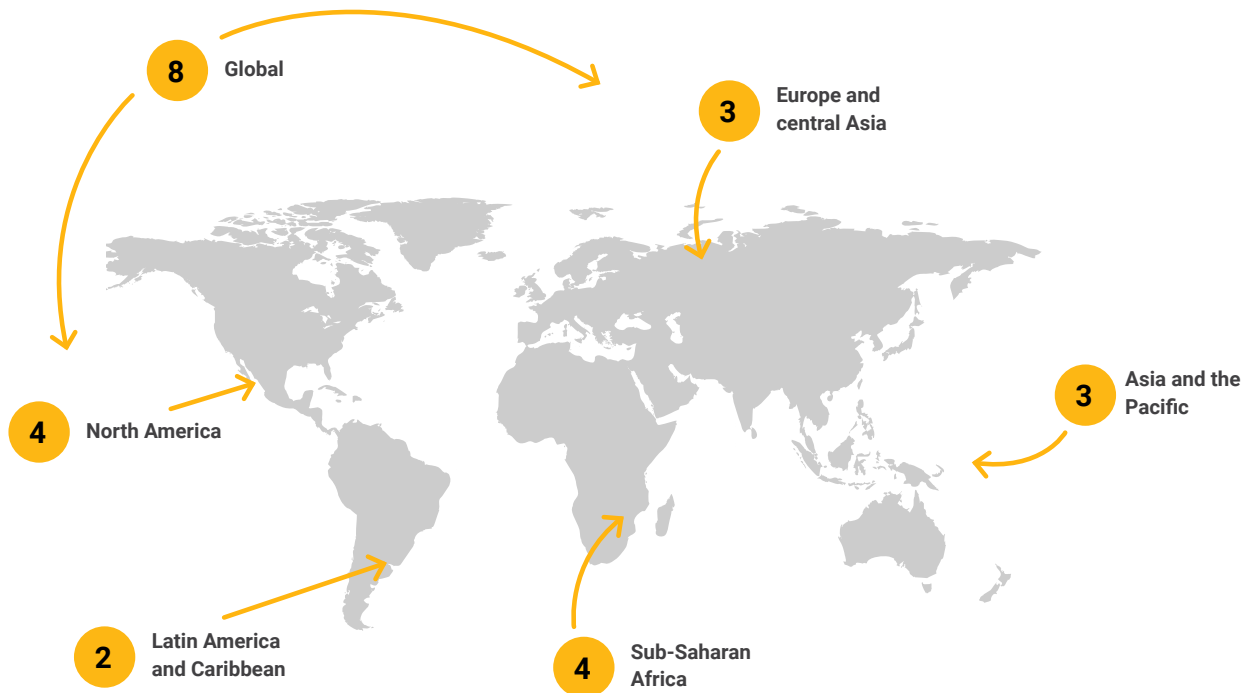 8
Global
3
Europe and
central Asia
3
Asia and the
Pacific
4
North America
2
Latin America
and Caribbean
4
Sub-Saharan
Africa